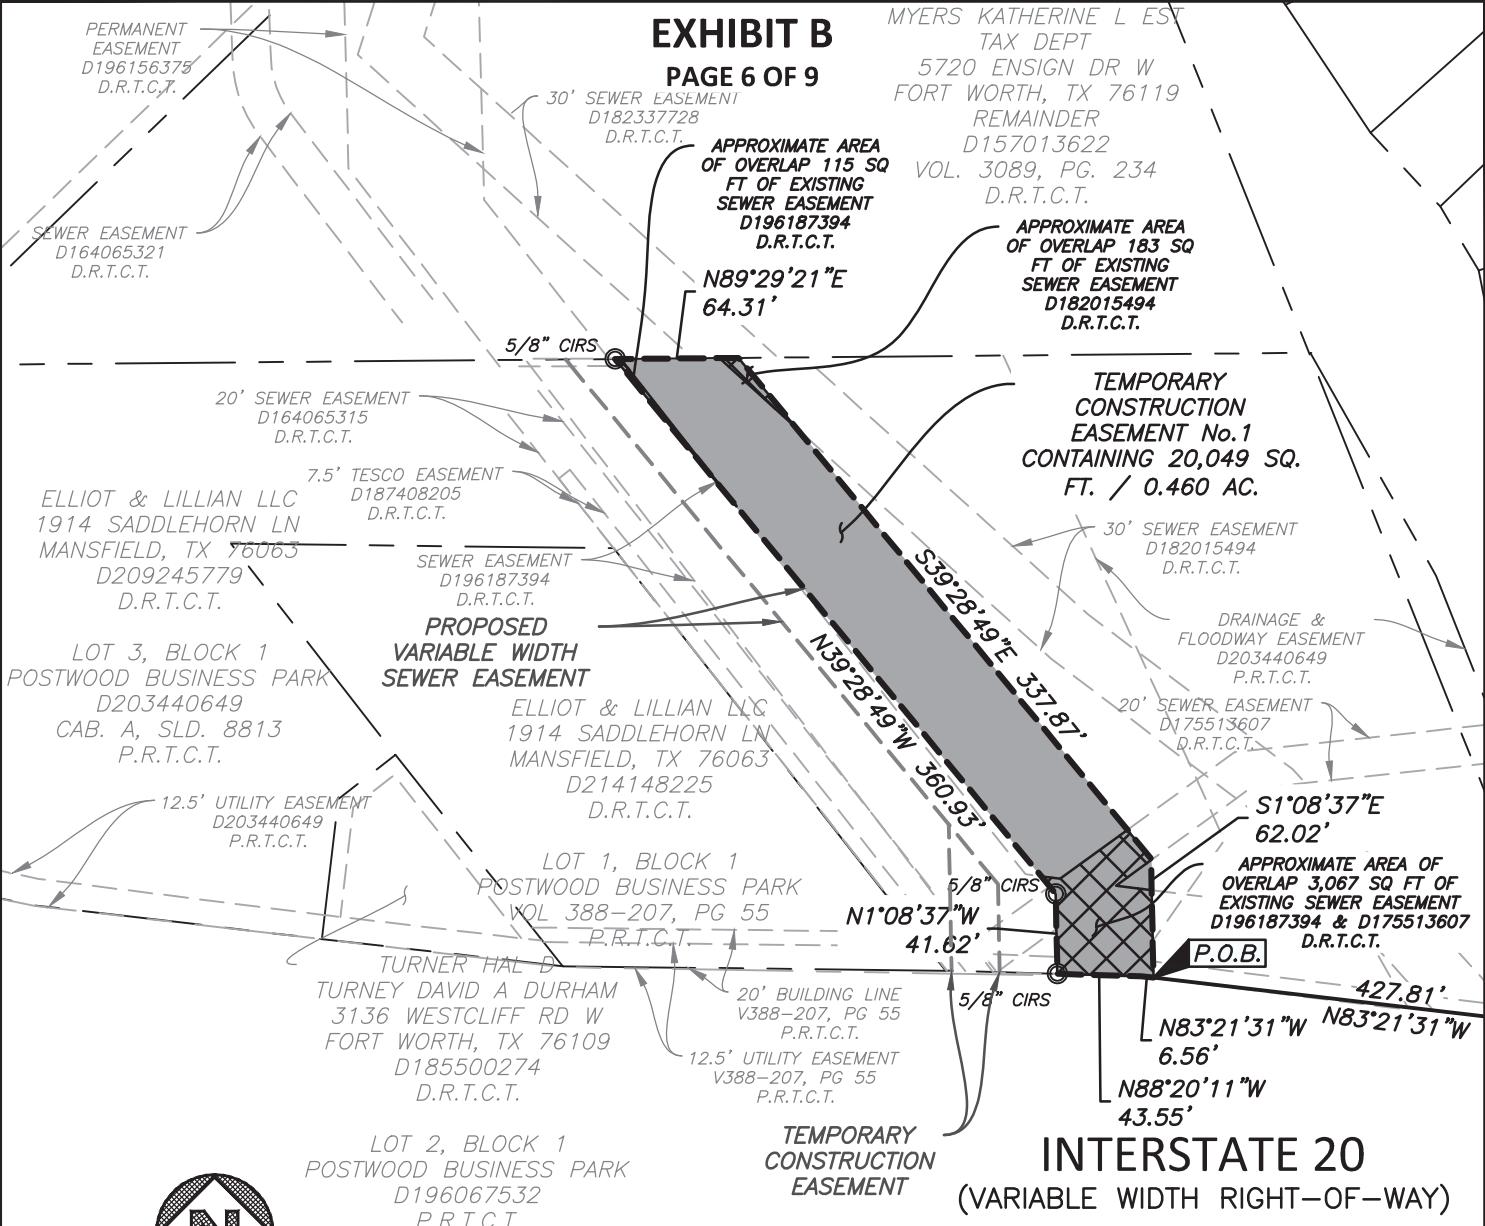 EXHIBIT B
PAGE 6 OF 9
PERMANENT
EASEMENT
D196156375
D.R.T.C.T.
MYERS KATHERINE L EST
TAX DEPT
5720 ENSIGN DR W
FORT WORTH, TX 76119
REMAINDER
D157013622
VOL. 3089, PG. 234
D.R.T.C.T.
30' SEWER EASEMENT
D182337728
D.R.T.C.T.
APPROXIMATE AREA
OF OVERLAP 115 SQ
FT OF EXISTING
SEWER EASEMENT
D196187394
D.R.T.C.T.
SEWER EASEMENT
D164065321
D.R.T.C.T.
APPROXIMATE AREA
OF OVERLAP 183 SQ
FT OF EXISTING
SEWER EASEMENT
D182015494
D.R.T.C.T.
N89°29'21"E
64.31'
5/8" CIRS
TEMPORARY
CONSTRUCTION
EASEMENT No.1
CONTAINING 20,049 SQ.
FT. / 0.460 AC.
20' SEWER EASEMENT
D164065315
D.R.T.C.T.
7.5' TESCO EASEMENT
D187408205
D.R.T.C.T.
ELLIOT & LILLIAN LLC
1914 SADDLEHORN LN
MANSFIELD, TX 76063
D209245779
D.R.T.C.T.
SEWER EASEMENT
D196187394
D.R.T.C.T.
30' SEWER EASEMENT
D182015494
D.R.T.C.T.
S39°28'49"E 337.87'
N39°28'49"W 360.93'
PROPOSED
VARIABLE WIDTH
SEWER EASEMENT
DRAINAGE &
FLOODWAY EASEMENT
D203440649
P.R.T.C.T.
LOT 3, BLOCK 1
POSTWOOD BUSINESS PARK
D203440649
CAB. A, SLD. 8813
P.R.T.C.T.
ELLIOT & LILLIAN LLC
1914 SADDLEHORN LN
MANSFIELD, TX 76063
D214148225
D.R.T.C.T.
20' SEWER EASEMENT
D175513607
D.R.T.C.T.
12.5' UTILITY EASEMENT
D203440649
P.R.T.C.T.
S1°08'37"E
62.02'
LOT 1, BLOCK 1
POSTWOOD BUSINESS PARK
VOL 388-207, PG 55
P.R.T.C.T.
5/8" CIRS
N1°08'37"W
41.62'
APPROXIMATE AREA OF
OVERLAP 3,067 SQ FT OF
EXISTING SEWER EASEMENT
D196187394 & D175513607
D.R.T.C.T.
P.O.B.
TURNER HAL D
TURNEY DAVID A DURHAM
3136 WESTCLIFF RD W
FORT WORTH, TX 76109
D185500274
D.R.T.C.T.
20' BUILDING LINE
V388-207, PG 55
P.R.T.C.T.
5/8" CIRS
427.81'
N83°21'31"W
N83°21'31"W
6.56'
12.5' UTILITY EASEMENT
V388-207, PG 55
P.R.T.C.T.
N88°20'11"W
43.55'
TEMPORARY
CONSTRUCTION
EASEMENT
INTERSTATE 20
(VARIABLE WIDTH RIGHT-OF-WAY)
LOT 2, BLOCK 1
POSTWOOD BUSINESS PARK
D196067532
P.R.T.C.T.
N